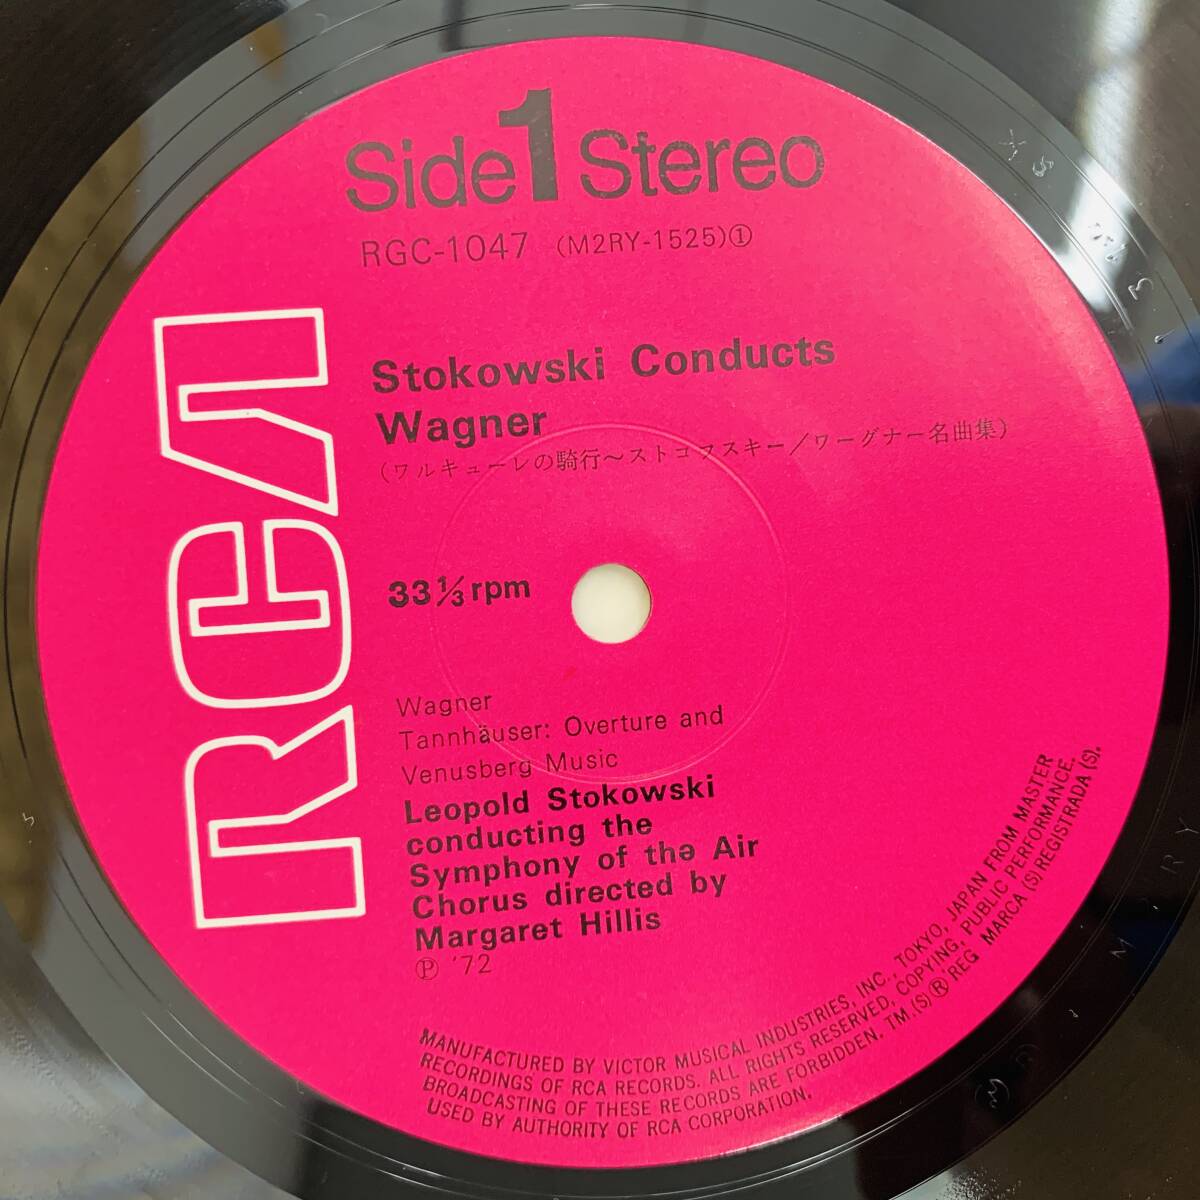 Side 1 Stereo
RGC-1047 (M2RY-1525)①
Stokowski Conducts
Wagner
(ワルキューレの騎行～ストコフスキー/ワーグナー名曲集)
RCA
33 1/3 rpm
Wagner
Tannhäuser: Overture and
Venusberg Music
Leopold Stokowski
conducting the
Symphony of the Air
Chorus directed by
Margaret Hillis
℗ '72
MANUFACTURED BY VICTOR MUSICAL INDUSTRIES, INC., TOKYO, JAPAN FROM MASTER
RECORDINGS OF RCA RECORDS. ALL RIGHTS RESERVED, COPYING, PUBLIC PERFORMANCE,
BROADCASTING OF THESE RECORDS ARE FORBIDDEN. TM.(S)® REG MARCA (S) REGISTRADA (S).
USED BY AUTHORITY OF RCA CORPORATION.